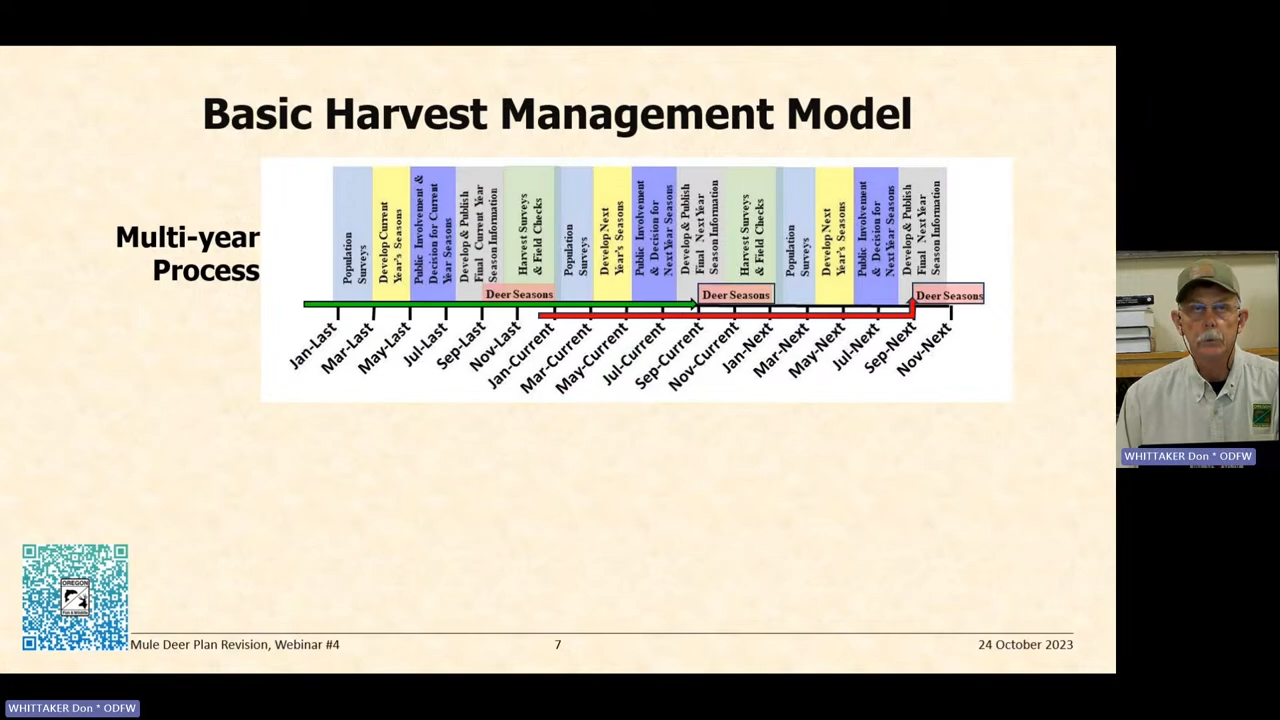 Basic Harvest Management Model
Multi-year
Process
Population
Surveys
Develop Current
Year's Seasons
Public Involvement &
Decision for Current
Year Seasons
Develop & Publish
Final Current Year
Season Information
Harvest Surveys
& Field Checks
Population
Surveys
Develop Next
Year's Seasons
Public Involvement
& Decision for
Next Year Seasons
Develop & Publish
Final Next Year
Season Information
Harvest Surveys
& Field Checks
Population
Surveys
Develop Next
Year's Seasons
Public Involvement
& Decision for
Next Year Seasons
Develop & Publish
Final Next Year
Season Information
Deer Seasons
Deer Seasons
Deer Seasons
Jan-Last
Mar-Last
May-Last
Jul-Last
Sep-Last
Nov-Last
Jan-Current
Mar-Current
May-Current
Jul-Current
Sep-Current
Nov-Current
Jan-Next
Mar-Next
May-Next
Jul-Next
Sep-Next
Nov-Next
WHITTAKER Don * ODFW
OREGON
Fish & Wildlife
Mule Deer Plan Revision, Webinar #4
7
24 October 2023
WHITTAKER Don * ODFW